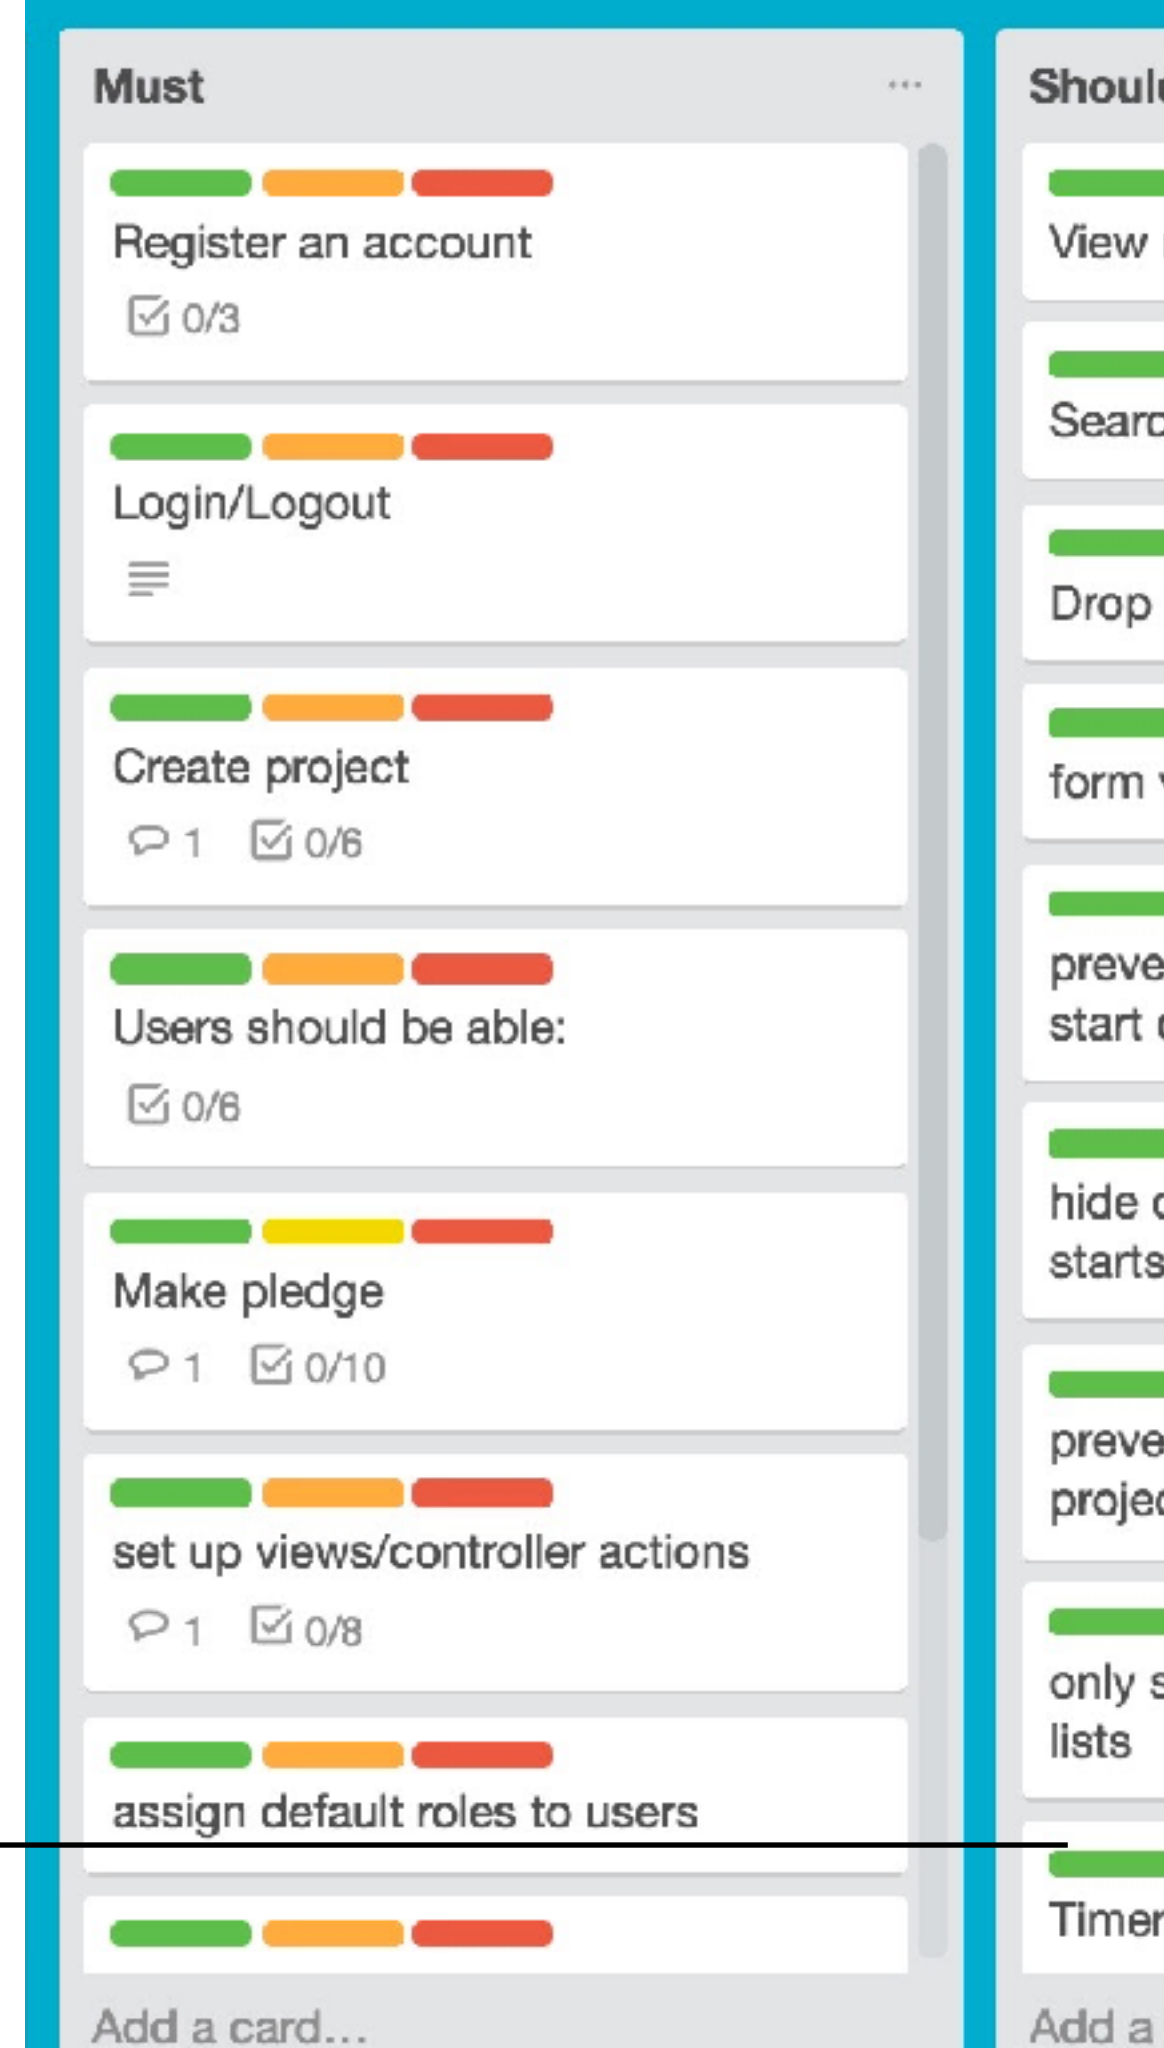 Must
Register an account
0/3
Login/Logout
Create project
1 0/6
Users should be able:
0/6
Make pledge
1 0/10
set up views/controller actions
1 0/8
assign default roles to users
Add a card...
View
Drop
form
start
hide
starts
only
lists
Add a